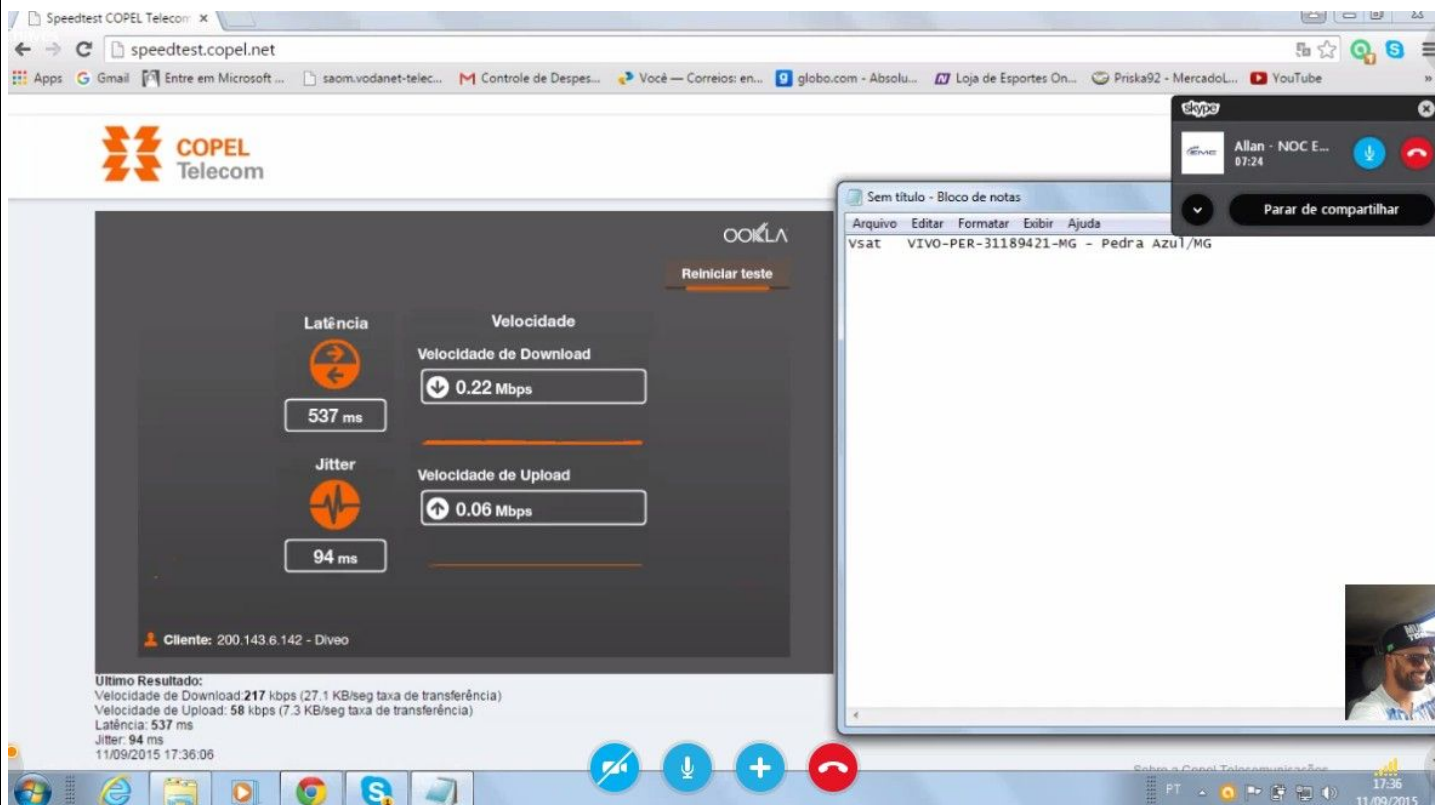 Speedtest COPEL Telecom
speedtest.copel.net
Apps Gmail Entre em Microsoft ... saom.vodanet-telec... Controle de Despes... Você — Correios: en... globo.com - Absolu... Loja de Esportes On... Priska92 - MercadoL... YouTube »
skype
Allan - NOC E...
07:24
Parar de compartilhar
COPEL
Telecom
Sem título - Bloco de notas
Arquivo Editar Formatar Exibir Ajuda
Vsat VIVO-PER-31189421-MG - Pedra Azul/MG
OOKLA
Reiniciar teste
Latência
Velocidade
Velocidade de Download
0.22 Mbps
537 ms
Jitter
Velocidade de Upload
0.06 Mbps
94 ms
Cliente: 200.143.6.142 - Diveo
Último Resultado:
Velocidade de Download:217 kbps (27.1 KB/seg taxa de transferência)
Velocidade de Upload: 58 kbps (7.3 KB/seg taxa de transferência)
Latência: 537 ms
Jitter: 94 ms
11/09/2015 17:36:06
Sobre a Copel Telecomunicações
PT
17:36
11/09/2015